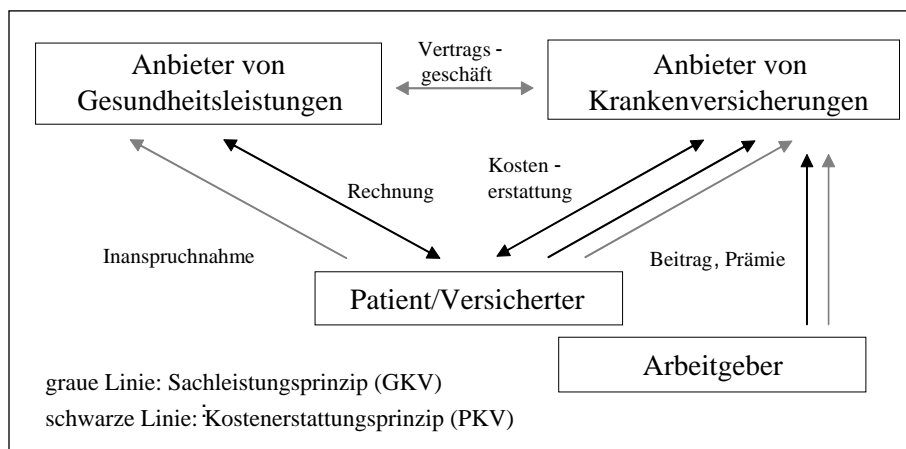 Anbieter von
Gesundheitsleistungen
Vertrags -
geschäft
Anbieter von
Krankenversicherungen
Rechnung
Kosten -
erstattung
Inanspruchnahme
Beitrag, Prämie
Patient/Versicherter
Arbeitgeber
graue Linie: Sachleistungsprinzip (GKV)
schwarze Linie: Kostenerstattungsprinzip (PKV)